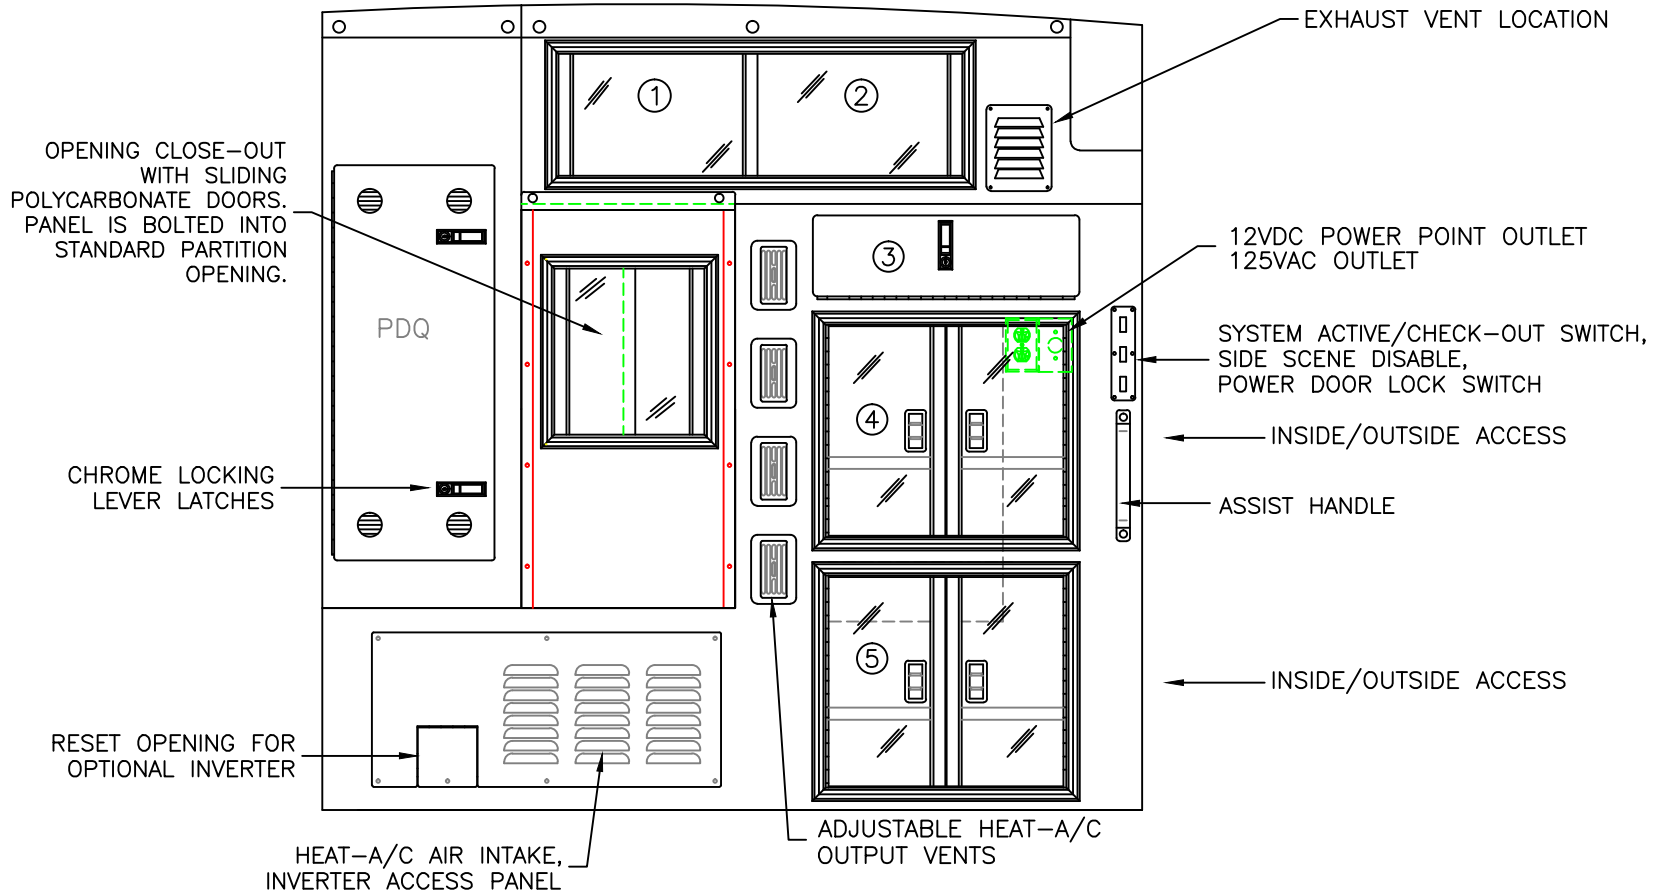 EXHAUST VENT LOCATION
1
2
OPENING CLOSE-OUT
WITH SLIDING
POLYCARBONATE DOORS.
PANEL IS BOLTED INTO
STANDARD PARTITION
OPENING.
12VDC POWER POINT OUTLET
125VAC OUTLET
3
PDQ
SYSTEM ACTIVE/CHECK-OUT SWITCH,
SIDE SCENE DISABLE,
POWER DOOR LOCK SWITCH
4
INSIDE/OUTSIDE ACCESS
CHROME LOCKING
LEVER LATCHES
ASSIST HANDLE
5
INSIDE/OUTSIDE ACCESS
RESET OPENING FOR
OPTIONAL INVERTER
ADJUSTABLE HEAT-A/C
OUTPUT VENTS
HEAT-A/C AIR INTAKE,
INVERTER ACCESS PANEL